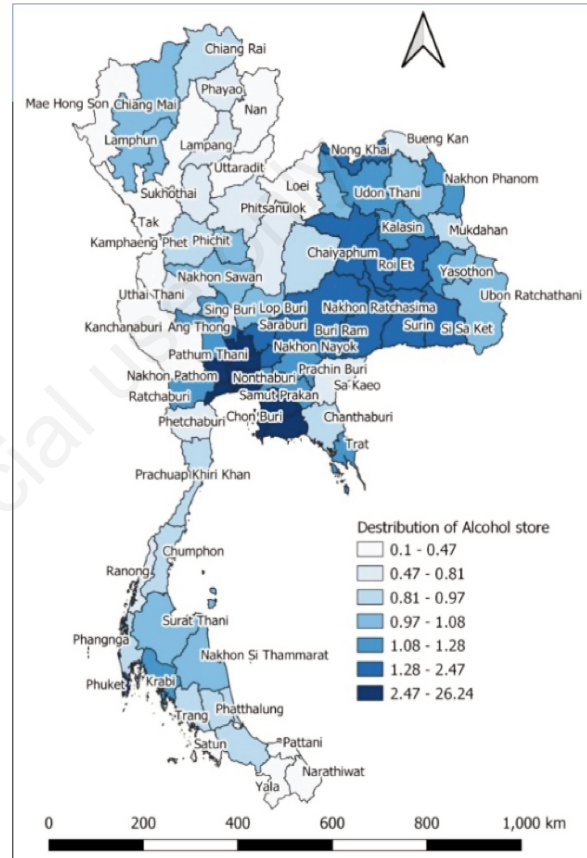 Chiang Rai
Phayao
Mae Hong Son
Chiang Mai
Nan
Lamphun
Lampang
Uttaradit
Nong Khai
Bueng Kan
Loei
Udon Thani
Nakhon Phanom
Sukhothai
Tak
Phitsanulok
Kalasin
Mukdahan
Kamphaeng Phet
Phichit
Chaiyaphum
Roi Et
Yasothon
Nakhon Sawan
Ubon Ratchathani
Uthai Thani
Sing Buri
Lop Buri
Nakhon Ratchasima
Kanchanaburi
Ang Thong
Saraburi
Buri Ram
Surin
Si Sa Ket
Pathum Thani
Nakhon Nayok
Nakhon Pathom
Nonthaburi
Prachin Buri
Ratchaburi
Samut Prakan
Sa Kaeo
Phetchaburi
Chon Buri
Chanthaburi
Trat
Prachuap Khiri Khan
Destribution of Alcohol store
0.1 - 0.47
0.47 - 0.81
0.81 - 0.97
0.97 - 1.08
1.08 - 1.28
1.28 - 2.47
2.47 - 26.24
Chumphon
Ranong
Surat Thani
Phangnga
Nakhon Si Thammarat
Phuket
Krabi
Trang
Phatthalung
Satun
Pattani
Yala
Narathiwat
0 200 400 600 800 1,000 km
cial us